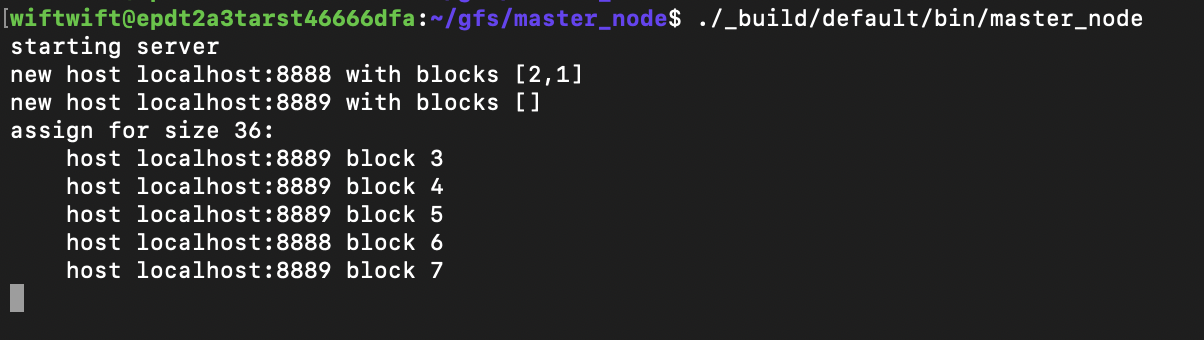 [wiftwift@epdt2a3tarst46666dfa:~/gfs/master_node$ ./_build/default/bin/master_node
starting server
new host localhost:8888 with blocks [2,1]
new host localhost:8889 with blocks []
assign for size 36:
    host localhost:8889 block 3
    host localhost:8889 block 4
    host localhost:8889 block 5
    host localhost:8888 block 6
    host localhost:8889 block 7